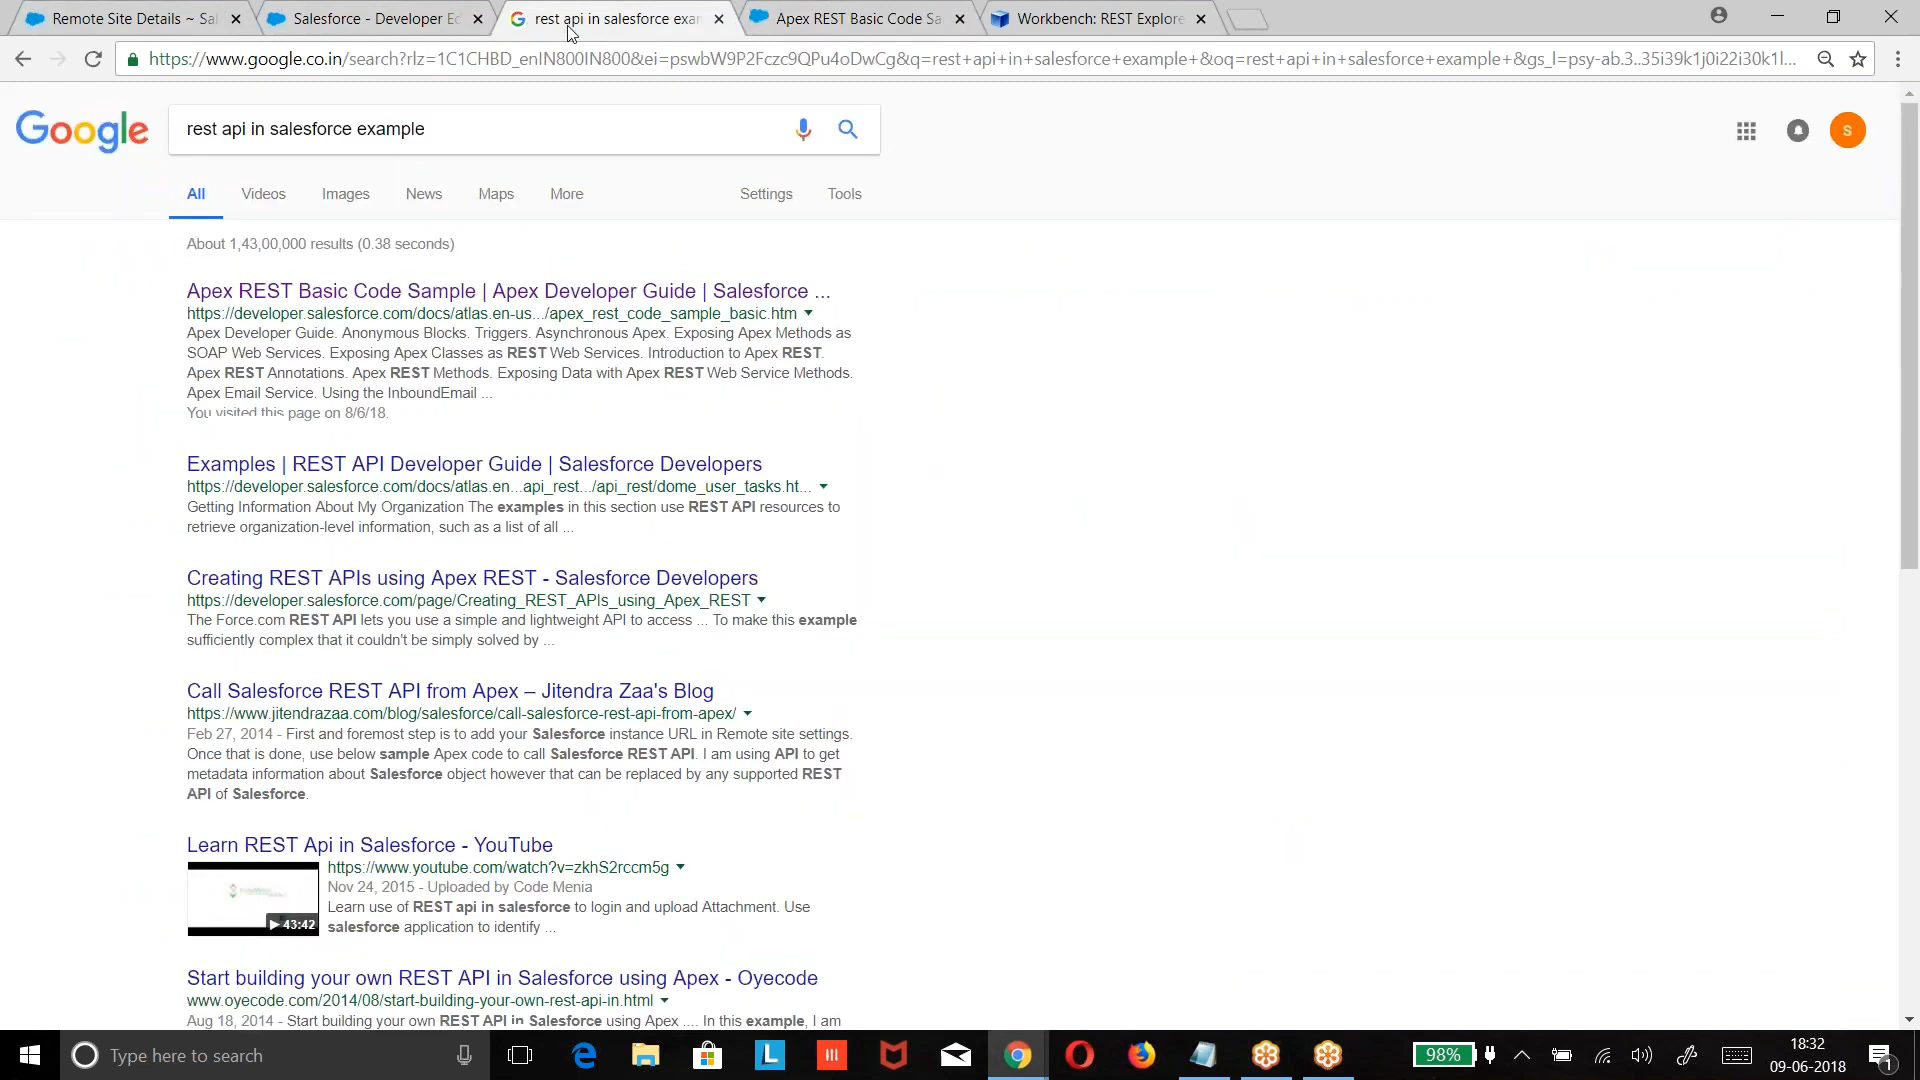 Remote Site Details ~ Sal
Salesforce - Developer Ed
rest api in salesforce exam
Apex REST Basic Code Sa
Workbench: REST Explore
https://www.google.co.in/search?rlz=1C1CHBD_enIN800IN800&ei=pswbW9P2Fczc9QPu4oDwCg&q=rest+api+in+salesforce+example+&oq=rest+api+in+salesforce+example+&gs_l=psy-ab.3..35i39k1j0i22i30k1l...
Google
rest api in salesforce example
S
All
Videos
Images
News
Maps
More
Settings
Tools
About 1,43,00,000 results (0.38 seconds)
Apex REST Basic Code Sample | Apex Developer Guide | Salesforce ...
https://developer.salesforce.com/docs/atlas.en-us.../apex_rest_code_sample_basic.htm
Apex Developer Guide. Anonymous Blocks. Triggers. Asynchronous Apex. Exposing Apex Methods as
SOAP Web Services. Exposing Apex Classes as REST Web Services. Introduction to Apex REST.
Apex REST Annotations. Apex REST Methods. Exposing Data with Apex REST Web Service Methods.
Apex Email Service. Using the InboundEmail ...
You visited this page on 8/6/18.
Examples | REST API Developer Guide | Salesforce Developers
https://developer.salesforce.com/docs/atlas.en...api_rest.../api_rest/dome_user_tasks.ht...
Getting Information About My Organization The examples in this section use REST API resources to
retrieve organization-level information, such as a list of all ...
Creating REST APIs using Apex REST - Salesforce Developers
https://developer.salesforce.com/page/Creating_REST_APIs_using_Apex_REST
The Force.com REST API lets you use a simple and lightweight API to access ... To make this example
sufficiently complex that it couldn't be simply solved by ...
Call Salesforce REST API from Apex – Jitendra Zaa's Blog
https://www.jitendrazaa.com/blog/salesforce/call-salesforce-rest-api-from-apex/
Feb 27, 2014 - First and foremost step is to add your Salesforce instance URL in Remote site settings.
Once that is done, use below sample Apex code to call Salesforce REST API. I am using API to get
metadata information about Salesforce object however that can be replaced by any supported REST
API of Salesforce.
Learn REST Api in Salesforce - YouTube
https://www.youtube.com/watch?v=zkhS2rccm5g
Nov 24, 2015 - Uploaded by Code Menia
Learn use of REST api in salesforce to login and upload Attachment. Use
salesforce application to identify ...
43:42
Start building your own REST API in Salesforce using Apex - Oyecode
www.oyecode.com/2014/08/start-building-your-own-rest-api-in.html
Aug 18, 2014 - Start building your own REST API in Salesforce using Apex .... In this example, I am
Type here to search
98%
18:32
09-06-2018
1